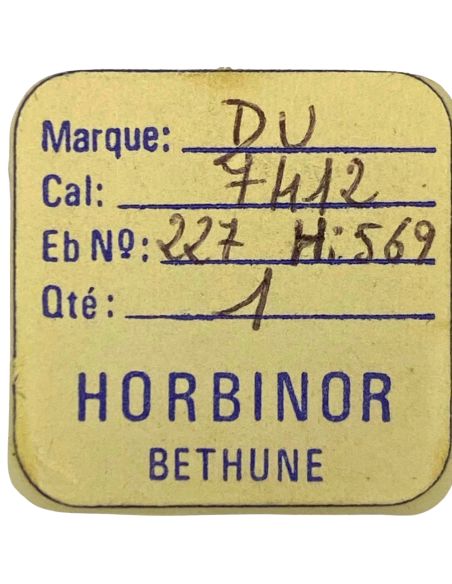 Marque: DU
Cal: 7412
Eb Nº: 227 H: 569
Qté: 1
HORBINOR
BETHUNE